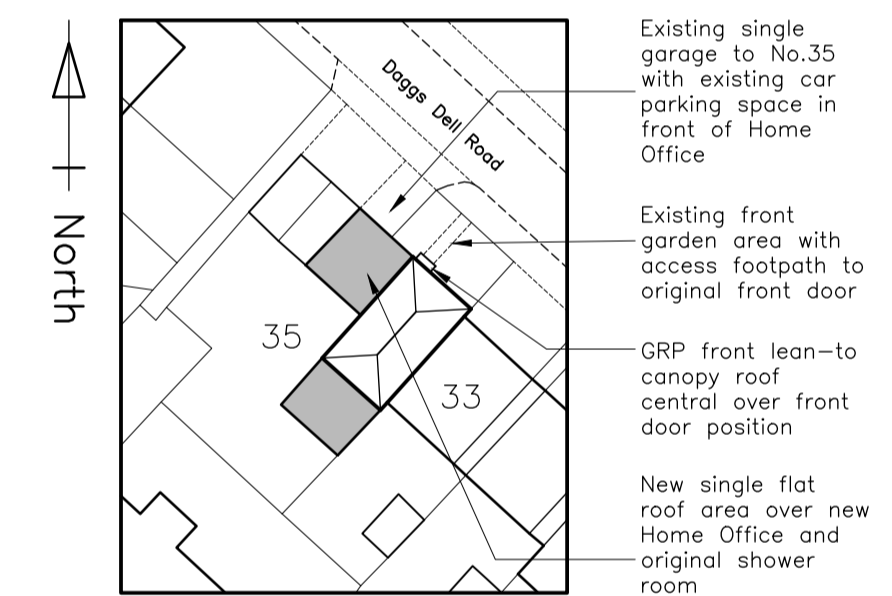 Existing single
garage to No.35
with existing car
parking space in
front of Home
Office
Daggs Dell Road
North
Existing front
garden area with
access footpath to
original front door
35
33
GRP front lean-to
canopy roof
central over front
door position
New single flat
roof area over new
Home Office and
original shower
room